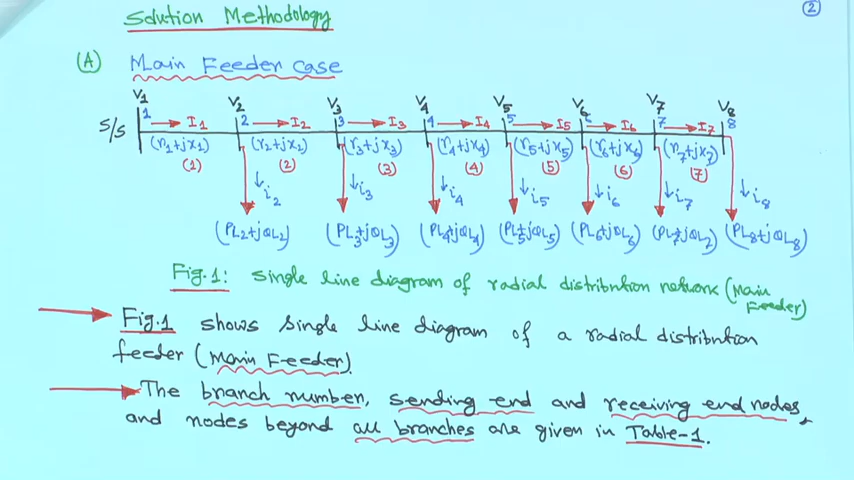 2
Solution Methodology
(A) Main Feeder case
V1 V2 V3 V4 V5 V6 V7 V8
S/S 1 I1 2 I2 3 I3 4 I4 5 I5 6 I6 7 I7 8
(r1+jx1) (r2+jx2) (r3+jx3) (r4+jx4) (r5+jx5) (r6+jx6) (r7+jx7)
(1) (2) (3) (4) (5) (6) (7)
i2 i3 i4 i5 i6 i7 i8
(PL2+jQL2) (PL3+jQL3) (PL4+jQL4) (PL5+jQL5) (PL6+jQL6) (PL7+jQL7) (PL8+jQL8)
Fig.1: Single line diagram of radial distribution network (Main
Feeder)
Fig.1 shows single line diagram of a radial distribution
feeder (Main Feeder).
The branch number, sending end and receiving end nodes,
and nodes beyond all branches are given in Table-1.